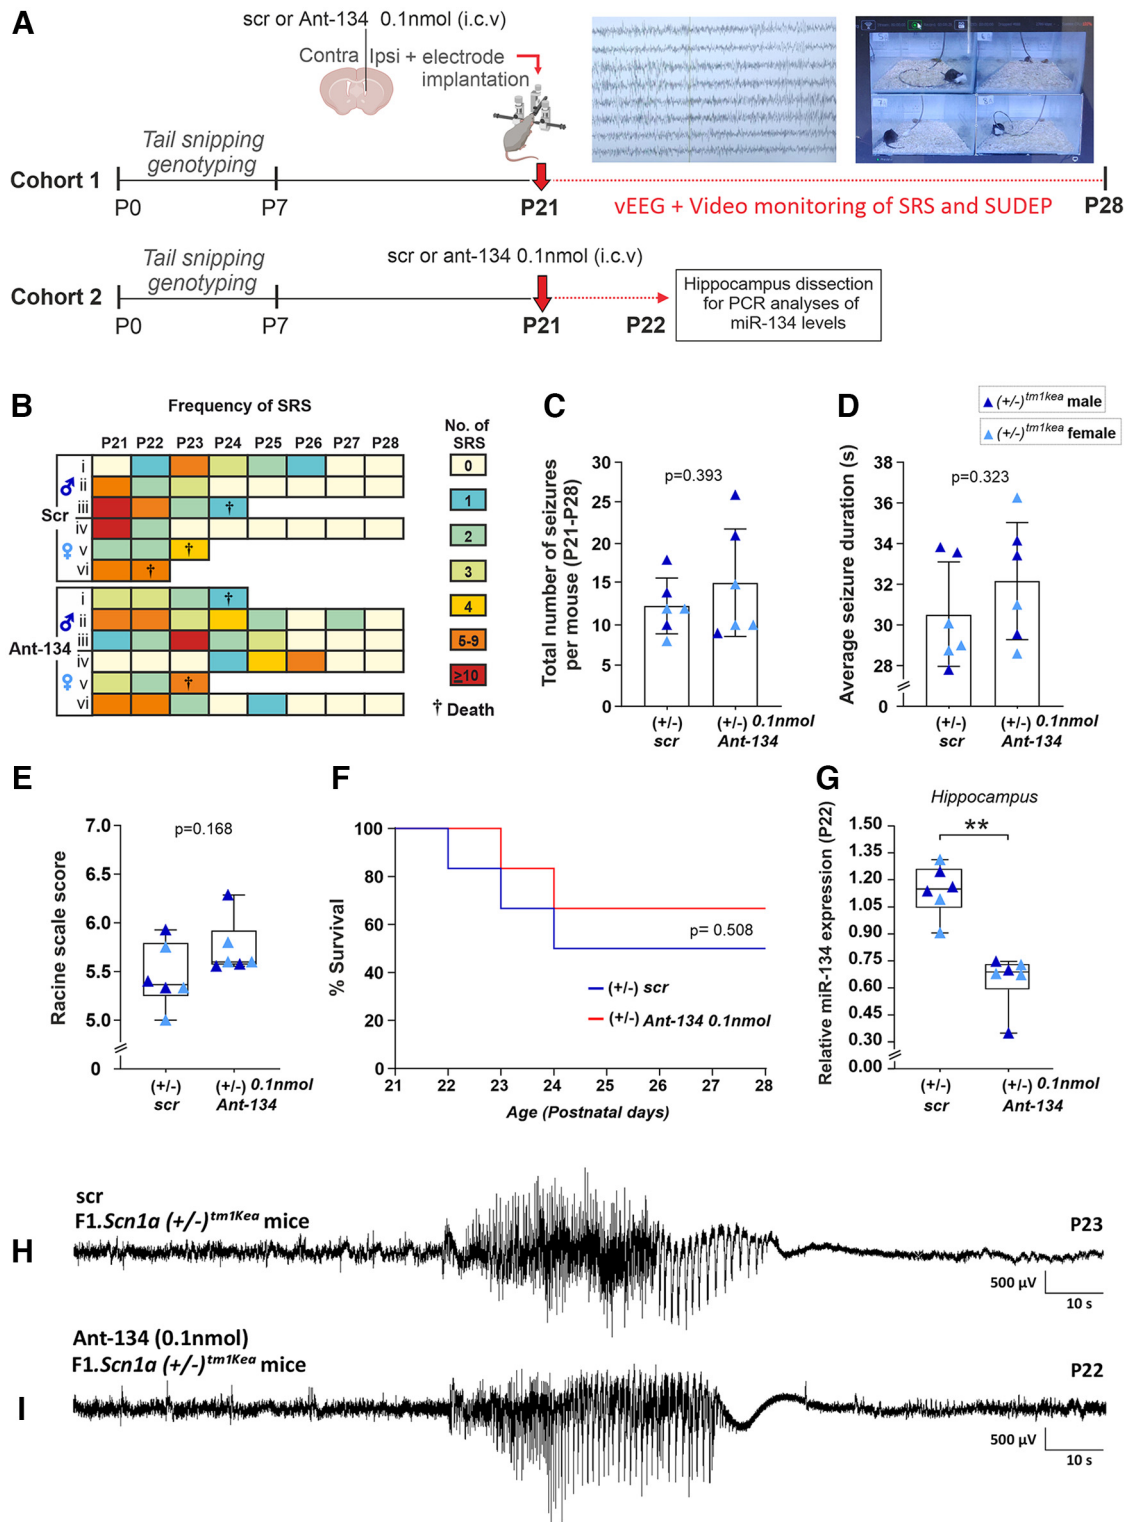 A
scr or Ant-134 0.1nmol (i.c.v)
Contra Ipsi + electrode
implantation
Tail snipping
genotyping
Cohort 1
P0 P7 P21 vEEG + Video monitoring of SRS and SUDEP P28
scr or ant-134 0.1nmol (i.c.v)
Tail snipping
genotyping
Cohort 2
P0 P7 P21 P22
Hippocampus dissection
for PCR analyses of
miR-134 levels
B
Frequency of SRS
P21 P22 P23 P24 P25 P26 P27 P28
Scr
♂ i
ii
iii †
iv
♀ v †
vi †
Ant-134
♂ i †
ii
iii
iv
♀ v †
vi
No. of
SRS
0
1
2
3
4
5-9
≥10
† Death
C
Total number of seizures
per mouse (P21-P28)
30
25
20
15
10
5
0
p=0.393
(+/-) (+/-) 0.1nmol
scr Ant-134
D
(+/-)tm1kea male
(+/-)tm1kea female
Average seizure duration (s)
38
36
34
32
30
28
0
p=0.323
(+/-) (+/-) 0.1nmol
scr Ant-134
E
Racine scale score
7.0
6.5
6.0
5.5
5.0
0
p=0.168
(+/-) (+/-) 0.1nmol
scr Ant-134
F
% Survival
100
80
60
40
20
0
p= 0.508
(+/-) scr
(+/-) Ant-134 0.1nmol
21 22 23 24 25 26 27 28
Age (Postnatal days)
G
Hippocampus
Relative miR-134 expression (P22)
1.50
1.35
1.20
1.05
0.90
0.75
0.60
0.45
0.30
0.00
**
(+/-) (+/-) 0.1nmol
scr Ant-134
H
scr
F1.Scn1a (+/-)tm1Kea mice
P23
500 µV
10 s
I
Ant-134 (0.1nmol)
F1.Scn1a (+/-)tm1Kea mice
P22
500 µV
10 s